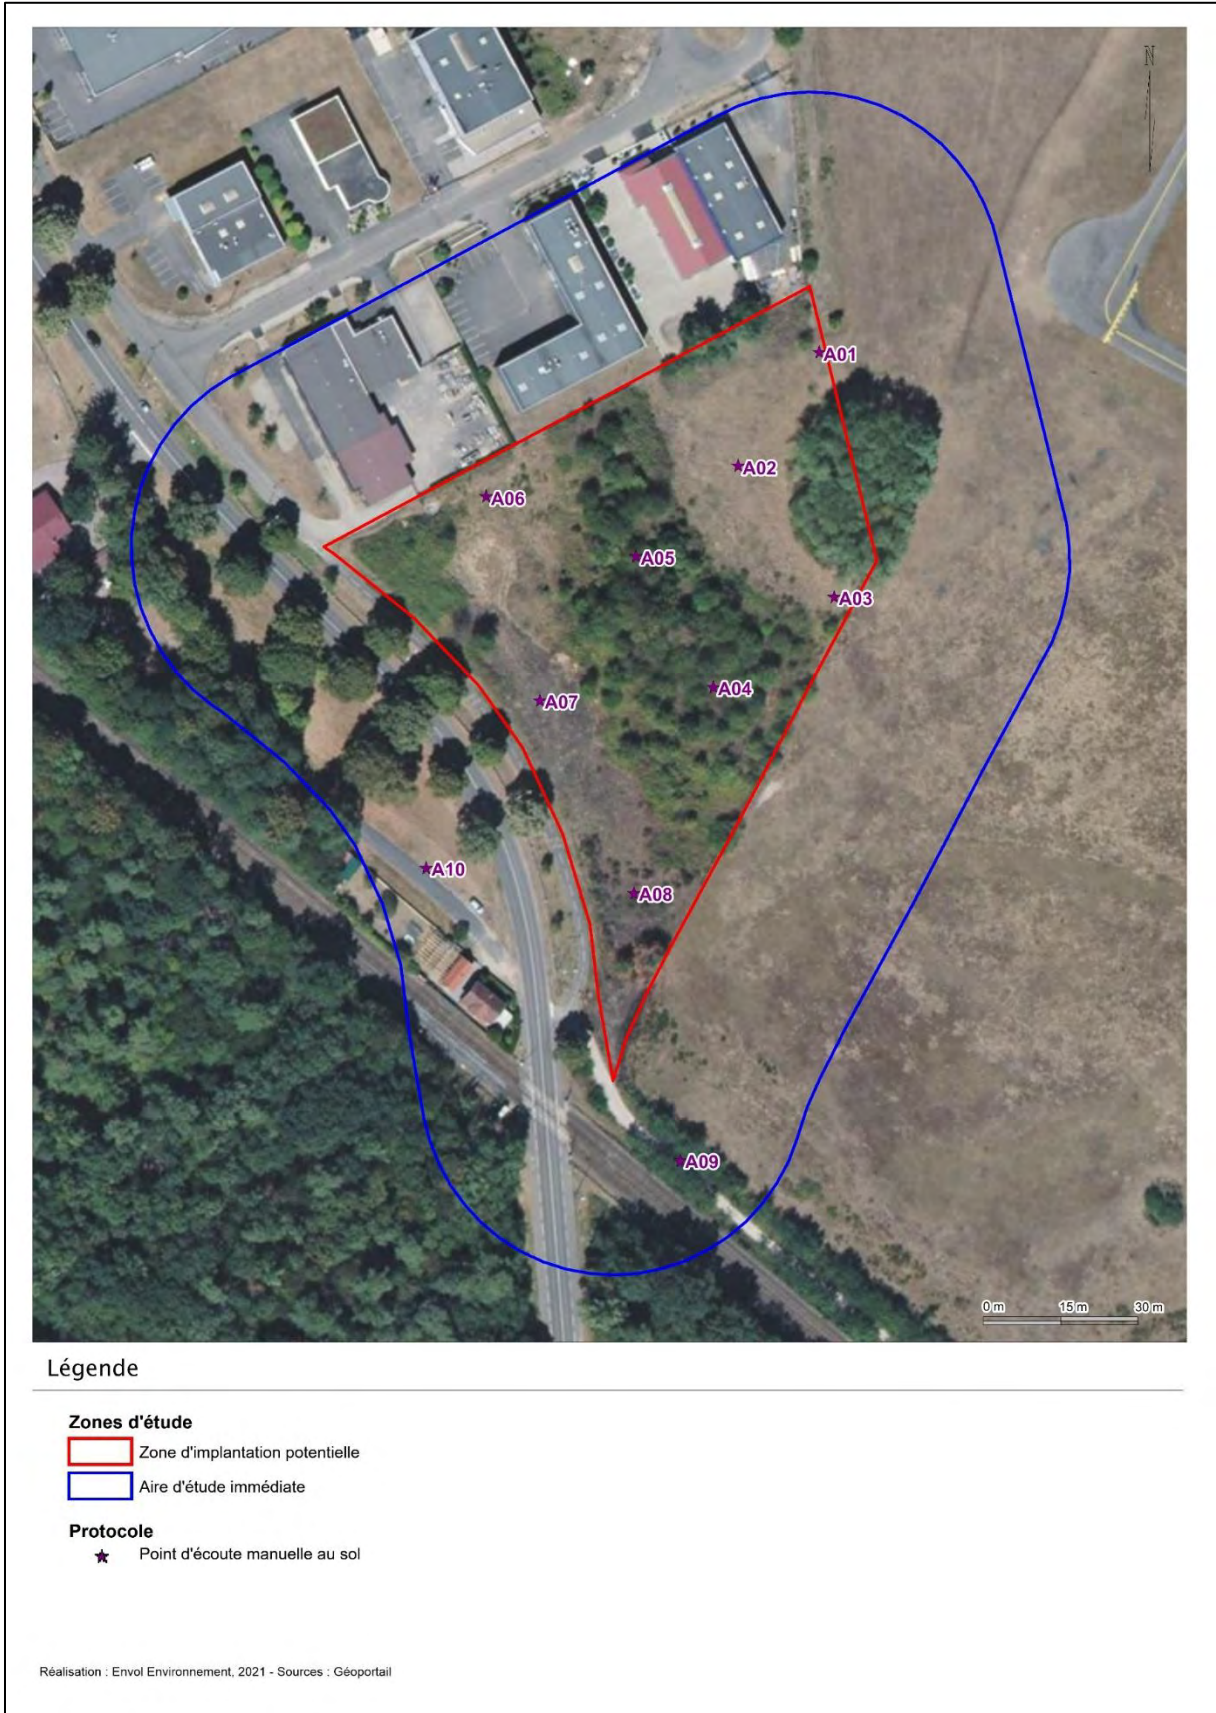 N
A01
A02
A06
A05
A03
A04
A07
A10
A08
A09
0 m 15 m 30 m
Légende
Zones d'étude
Zone d'implantation potentielle
Aire d'étude immédiate
Protocole
Point d'écoute manuelle au sol
Réalisation : Envol Environnement, 2021 - Sources : Géoportail